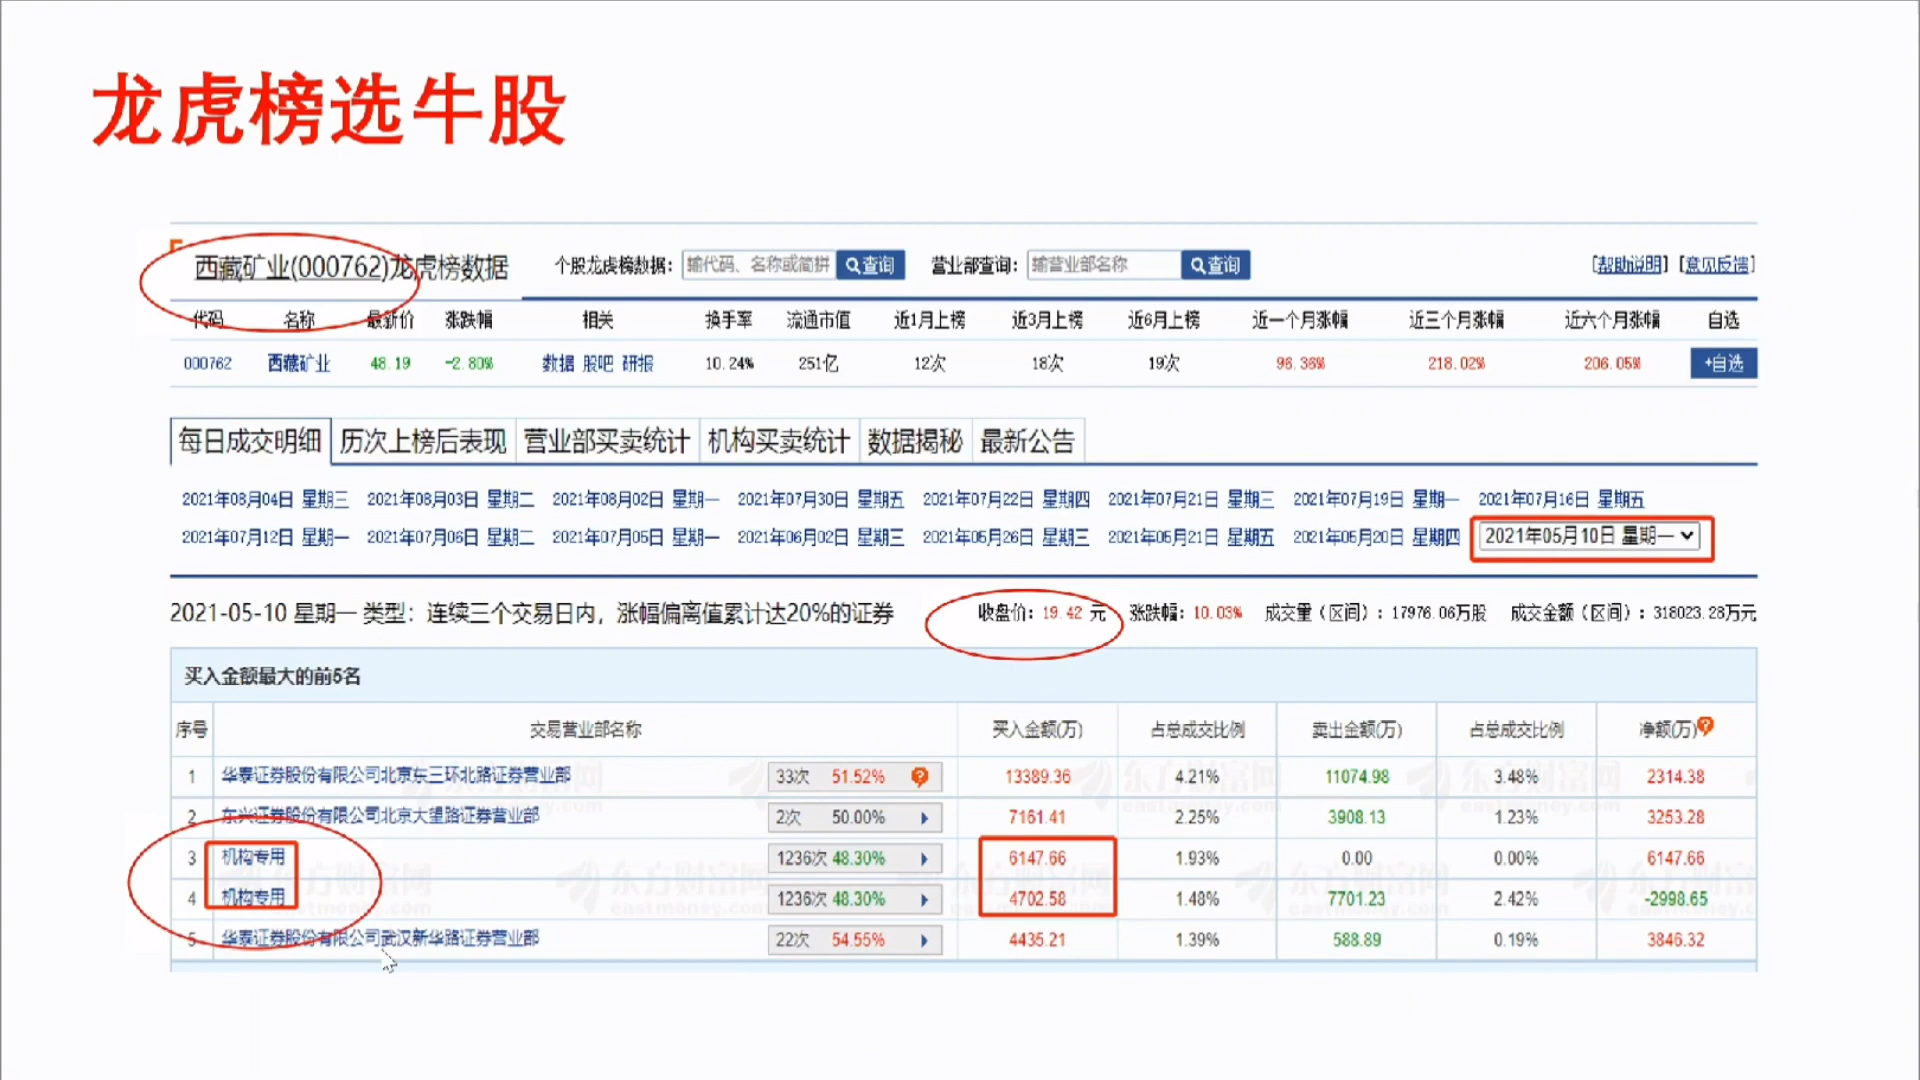 龙虎榜选牛股
西藏矿业(000762)龙虎榜数据 个股龙虎榜数据： 输代码、名称或简拼 查询 营业部查询： 输营业部名称 查询 [帮助说明] [意见反馈]
代码 名称 最新价 涨跌幅 相关 换手率 流通市值 近1月上榜 近3月上榜 近6月上榜 近一个月涨幅 近三个月涨幅 近六个月涨幅 自选
000762 西藏矿业 48.19 -2.80% 数据 股吧 研报 10.24% 251亿 12次 18次 19次 96.36% 218.02% 206.05% +自选
每日成交明细 历次上榜后表现 营业部买卖统计 机构买卖统计 数据揭秘 最新公告
2021年08月04日 星期三 2021年08月03日 星期二 2021年08月02日 星期一 2021年07月30日 星期五 2021年07月22日 星期四 2021年07月21日 星期三 2021年07月19日 星期一 2021年07月16日 星期五
2021年07月12日 星期一 2021年07月06日 星期二 2021年07月05日 星期一 2021年06月02日 星期三 2021年05月26日 星期三 2021年05月21日 星期五 2021年05月20日 星期四 2021年05月10日 星期一
2021-05-10 星期一 类型：连续三个交易日内，涨幅偏离值累计达20%的证券 收盘价：19.42 元 涨跌幅：10.03% 成交量（区间）：17976.06万股 成交金额（区间）：318023.28万元
买入金额最大的前5名
序号 交易营业部名称 买入金额(万) 占总成交比例 卖出金额(万) 占总成交比例 净额(万)
1 华泰证券股份有限公司北京东三环北路证券营业部 33次 51.52% 13389.36 4.21% 11074.98 3.48% 2314.38
2 东兴证券股份有限公司北京大望路证券营业部 2次 50.00% 7161.41 2.25% 3908.13 1.23% 3253.28
3 机构专用 1236次 48.30% 6147.66 1.93% 0.00 0.00% 6147.66
4 机构专用 1236次 48.30% 4702.58 1.48% 7701.23 2.42% -2998.65
5 华泰证券股份有限公司武汉新华路证券营业部 22次 54.55% 4435.21 1.39% 588.89 0.19% 3846.32